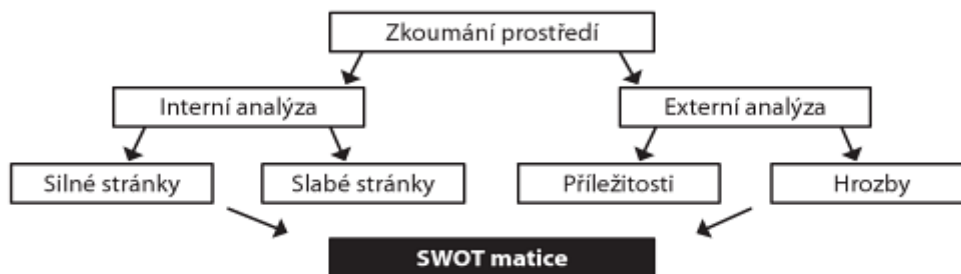 Zkoumání prostředí
Interní analýza
Externí analýza
Silné stránky
Slabé stránky
Příležitosti
Hrozby
SWOT matice